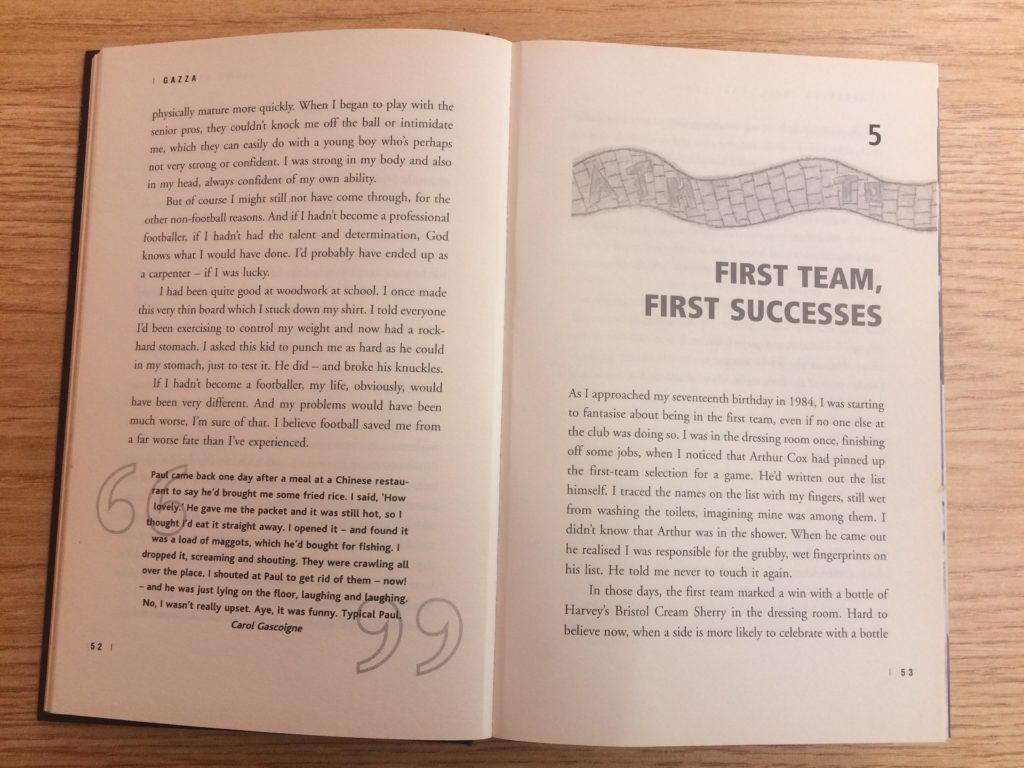 GAZZA
physically mature more quickly. When I began to play with the
senior pros, they couldn't knock me off the ball or intimidate
me, which they can easily do with a young boy who's perhaps
not very strong or confident. I was strong in my body and also
in my head, always confident of my own ability.
But of course I might still not have come through, for the
other non-football reasons. And if I hadn't become a professional
footballer, if I hadn't had the talent and determination, God
knows what I would have done. I'd probably have ended up as
a carpenter – if I was lucky.
I had been quite good at woodwork at school. I once made
this very thin board which I stuck down my shirt. I told everyone
I'd been exercising to control my weight and now had a rock-
hard stomach. I asked this kid to punch me as hard as he could
in my stomach, just to test it. He did – and broke his knuckles.
If I hadn't become a footballer, my life, obviously, would
have been very different. And my problems would have been
much worse, I'm sure of that. I believe football saved me from
a far worse fate than I've experienced.
Paul came back one day after a meal at a Chinese restau-
rant to say he'd brought me some fried rice. I said, 'How
lovely.' He gave me the packet and it was still hot, so I
thought I'd eat it straight away. I opened it – and found it
was a load of maggots, which he'd bought for fishing. I
dropped it, screaming and shouting. They were crawling all
over the place. I shouted at Paul to get rid of them – now!
– and he was just lying on the floor, laughing and laughing.
No, I wasn't really upset. Aye, it was funny. Typical Paul.
Carol Gascoigne
52
5
FIRST TEAM,
FIRST SUCCESSES
As I approached my seventeenth birthday in 1984, I was starting
to fantasise about being in the first team, even if no one else at
the club was doing so. I was in the dressing room once, finishing
off some jobs, when I noticed that Arthur Cox had pinned up
the first-team selection for a game. He'd written out the list
himself. I traced the names on the list with my fingers, still wet
from washing the toilets, imagining mine was among them. I
didn't know that Arthur was in the shower. When he came out
he realised I was responsible for the grubby, wet fingerprints on
his list. He told me never to touch it again.
In those days, the first team marked a win with a bottle of
Harvey's Bristol Cream Sherry in the dressing room. Hard to
believe now, when a side is more likely to celebrate with a bottle
53